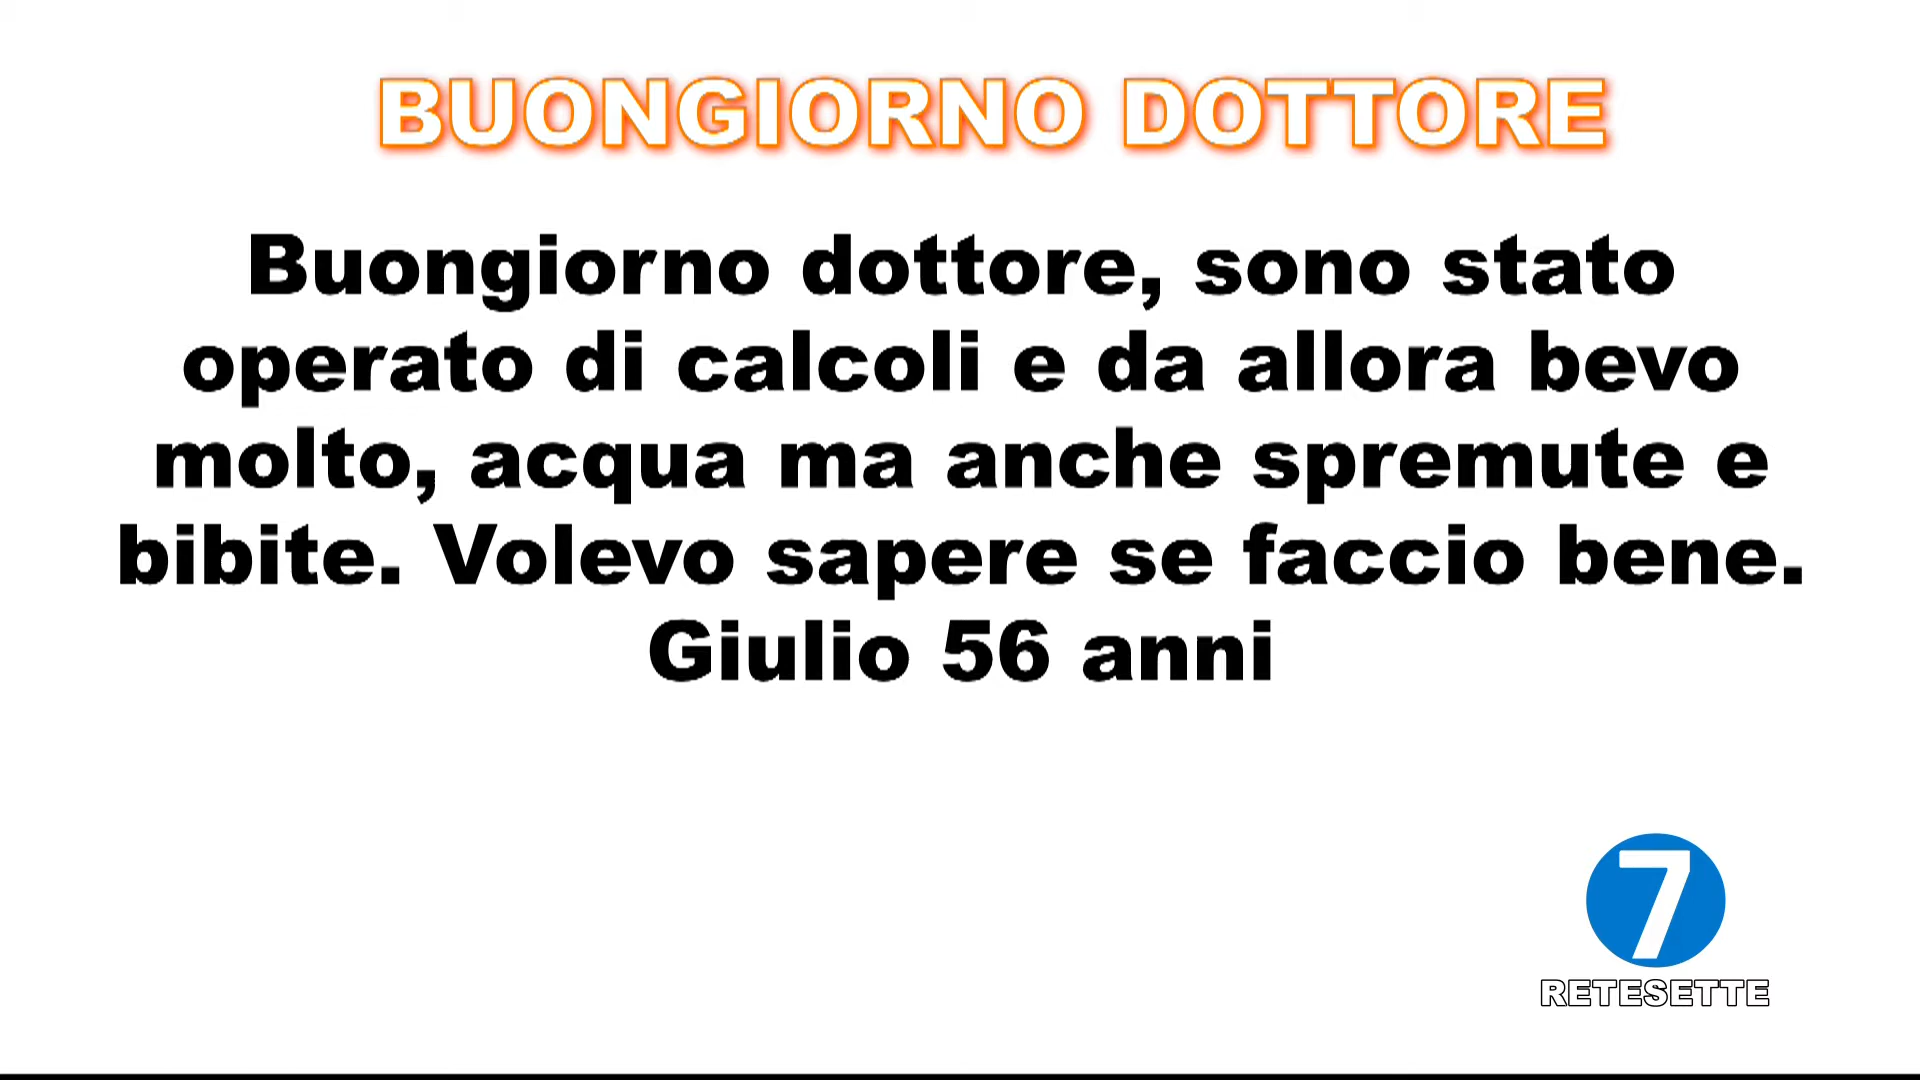 BUONGIORNO DOTTORE
Buongiorno dottore, sono stato
operato di calcoli e da allora bevo
molto, acqua ma anche spremute e
bibite. Volevo sapere se faccio bene.
Giulio 56 anni
7
RETESETTE